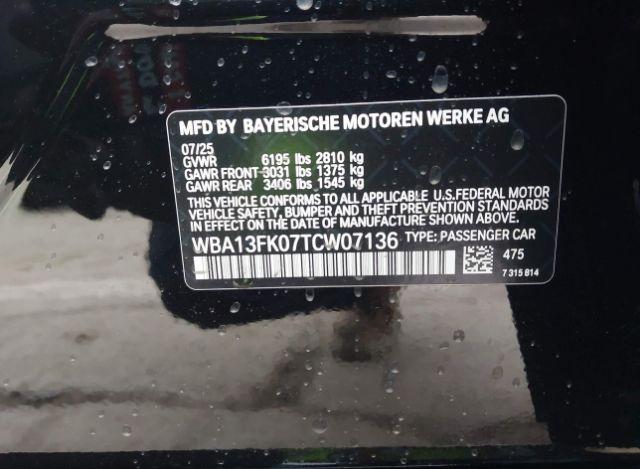 MFD BY BAYERISCHE MOTOREN WERKE AG
07/25
GVWR 6195 lbs 2810 kg
GAWR FRONT-3031 lbs 1375 kg
GAWR REAR 3406 lbs 1545 kg
THIS VEHICLE CONFORMS TO ALL APPLICABLE U.S.FEDERAL MOTOR
VEHICLE SAFETY, BUMPER AND THEFT PREVENTION STANDARDS
IN EFFECT ON THE DATE OF MANUFACTURE SHOWN ABOVE.
WBA13FK07TCW07136 TYPE: PASSENGER CAR
475
7 315 814